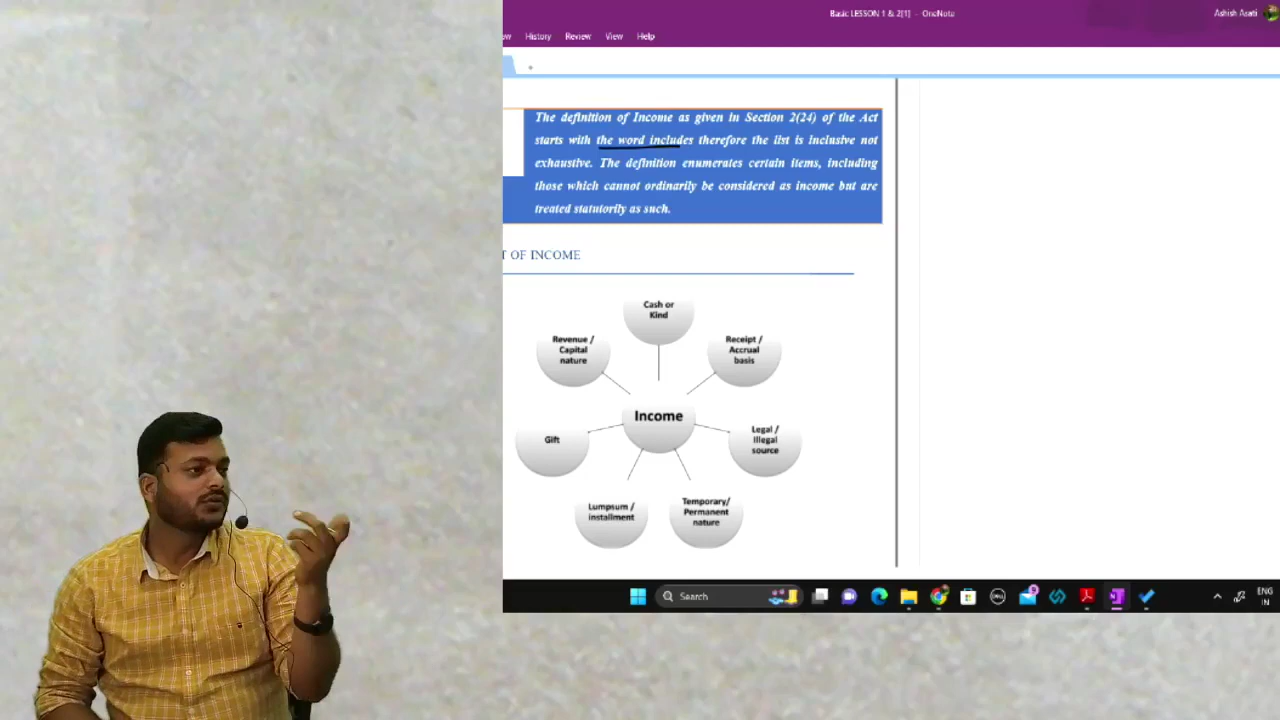 Basic LESSON 1 & 2[1] - OneNote
Ashish Asati
History Review View Help
The definition of Income as given in Section 2(24) of the Act
starts with the word includes therefore the list is inclusive not
exhaustive. The definition enumerates certain items, including
those which cannot ordinarily be considered as income but are
treated statutorily as such.
OF INCOME
Cash or
Kind
Revenue /
Capital
nature
Receipt /
Accrual
basis
Income
Gift
Legal /
Illegal
source
Lumpsum /
installment
Temporary/
Permanent
nature
Search
ENG
IN